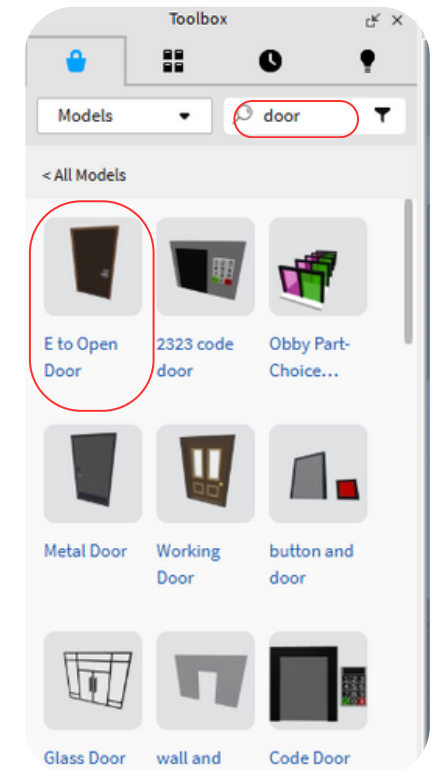 Toolbox
Models
door
< All Models
E to Open
Door
2323 code
door
Obby Part-
Choice...
Metal Door
Working
Door
button and
door
Glass Door
wall and
Code Door